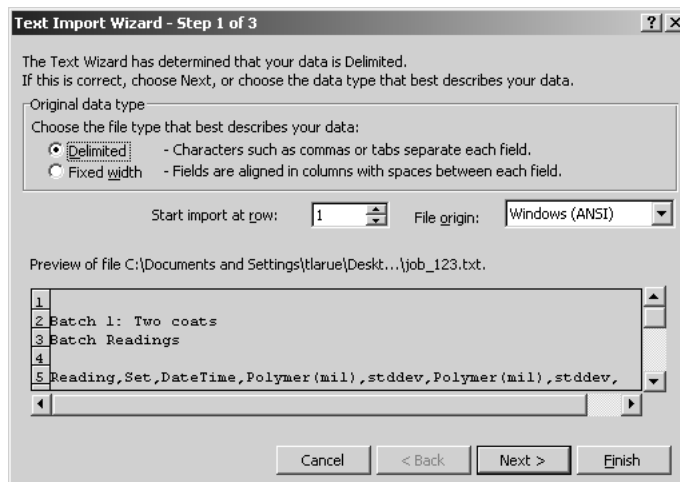 Text Import Wizard - Step 1 of 3
The Text Wizard has determined that your data is Delimited.
If this is correct, choose Next, or choose the data type that best describes your data.
Original data type
Choose the file type that best describes your data:
Delimited - Characters such as commas or tabs separate each field.
Fixed width - Fields are aligned in columns with spaces between each field.
Start import at row: 1 File origin: Windows (ANSI)
Preview of file C:\Documents and Settings\tlarue\Deskt...\job_123.txt.
1
2 Batch 1: Two coats
3 Batch Readings
4
5 Reading,Set,DateTime,Polymer(mil),stddev,Polymer(mil),stddev,
Cancel < Back Next > Finish